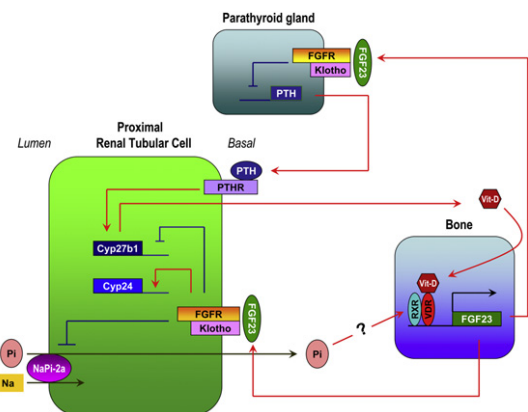 Parathyroid gland
FGFR
Klotho
FGF23
PTH
Proximal
Renal Tubular Cell
Lumen
Basal
PTH
PTHR
Vit-D
Cyp27b1
Cyp24
Bone
Vit-D
RXR
VDR
FGF23
FGFR
Klotho
FGF23
?
Pi
Pi
NaPi-2a
Na